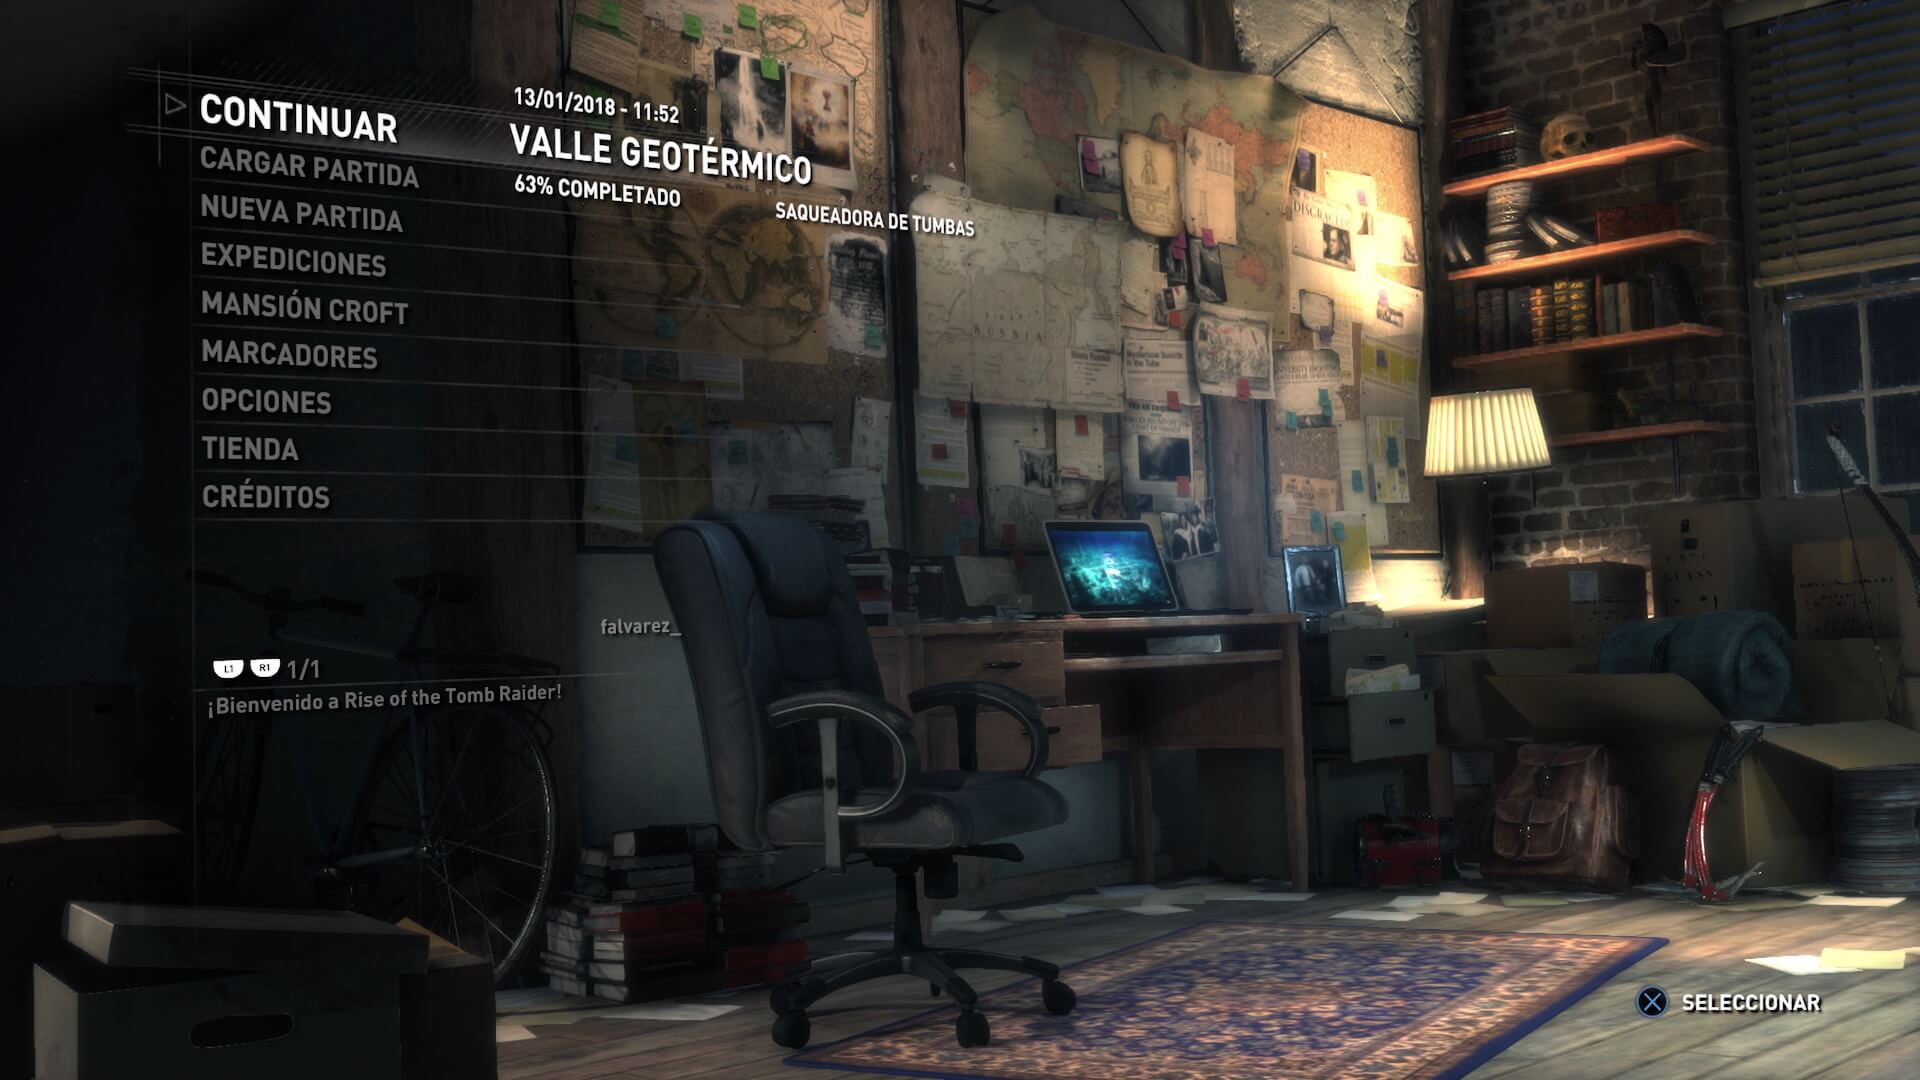 CONTINUAR
13/01/2018 - 11:52
VALLE GEOTÉRMICO
63% COMPLETADO
SAQUEADORA DE TUMBAS
CARGAR PARTIDA
NUEVA PARTIDA
EXPEDICIONES
MANSIÓN CROFT
MARCADORES
OPCIONES
TIENDA
CRÉDITOS
falvarez_
L1 R1 1/1
¡Bienvenido a Rise of the Tomb Raider!
RUSSIA
SELECCIONAR